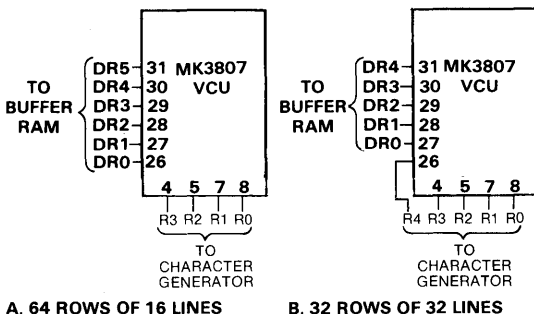 DR5 31 MK3807
DR4 30 VCU
DR3 29
DR2 28
DR1 27
DR0 26
TO
BUFFER
RAM
4 5 7 8
R3 R2 R1 R0
TO
CHARACTER
GENERATOR
A. 64 ROWS OF 16 LINES
DR4 31 MK3807
DR3 30 VCU
DR2 29
DR1 28
DR0 27
26
TO
BUFFER
RAM
4 5 7 8
R4 R3 R2 R1 R0
TO
CHARACTER
GENERATOR
B. 32 ROWS OF 32 LINES